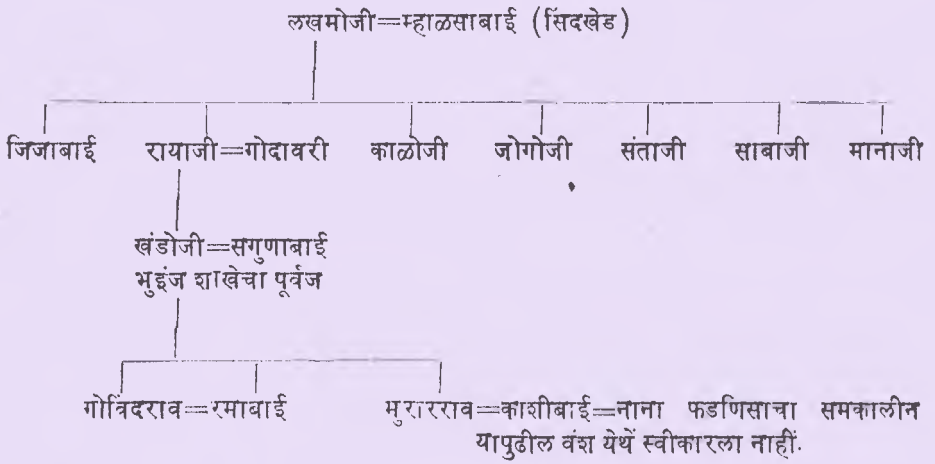 लखमोजी=म्हाळसाबाई (सिंदखेड)
जिजाबाई रायाजी=गोदावरी काळोजी जोगोजी संताजी साबाजी मानाजी
खंडोजी=सगुणाबाई
भुइंज शाखेचा पूर्वज
गोविंदराव=रमाबाई मुरारराव=काशीबाई=नाना फडणिसाचा समकालीन
यापुढील वंश येथें स्वीकारला नाहीं.